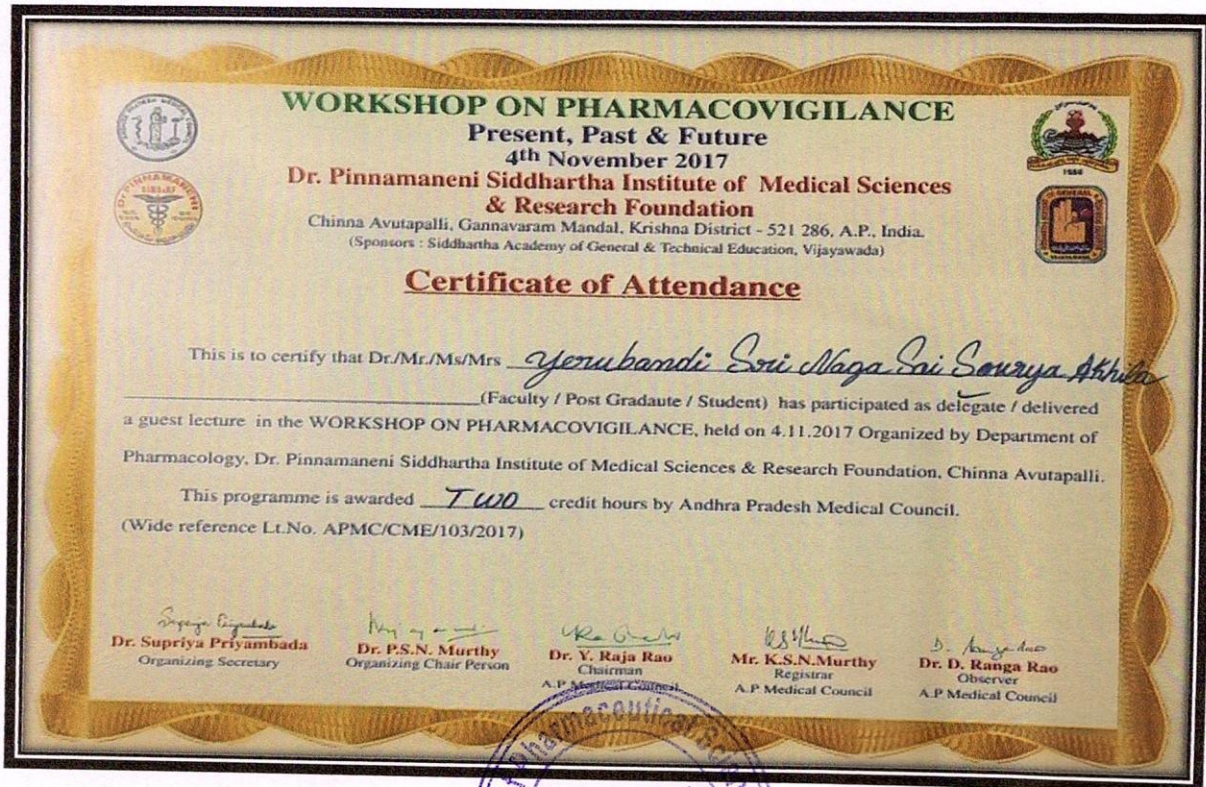 WORKSHOP ON PHARMACOVIGILANCE
Present, Past & Future
4th November 2017
Dr. Pinnamaneni Siddhartha Institute of Medical Sciences
& Research Foundation
Chinna Avutapalli, Gannavaram Mandal, Krishna District - 521 286, A.P., India.
(Sponsors : Siddhartha Academy of General & Technical Education, Vijayawada)
Certificate of Attendance
This is to certify that Dr./Mr./Ms/Mrs Yerubandi Sri Naga Sai Sourya Akhila
(Faculty / Post Gradaute / Student) has participated as delegate / delivered
a guest lecture in the WORKSHOP ON PHARMACOVIGILANCE, held on 4.11.2017 Organized by Department of
Pharmacology, Dr. Pinnamaneni Siddhartha Institute of Medical Sciences & Research Foundation, Chinna Avutapalli.
This programme is awarded TWO credit hours by Andhra Pradesh Medical Council.
(Wide reference Lt.No. APMC/CME/103/2017)
Supriya Priyambada
Dr. Supriya Priyambada
Organizing Secretary
Dr. P.S.N. Murthy
Organizing Chair Person
Dr. Y. Raja Rao
Chairman
A.P Medical Council
Mr. K.S.N.Murthy
Registrar
A.P Medical Council
D. Ranga Rao
Dr. D. Ranga Rao
Observer
A.P Medical Council
Pharmaceutical